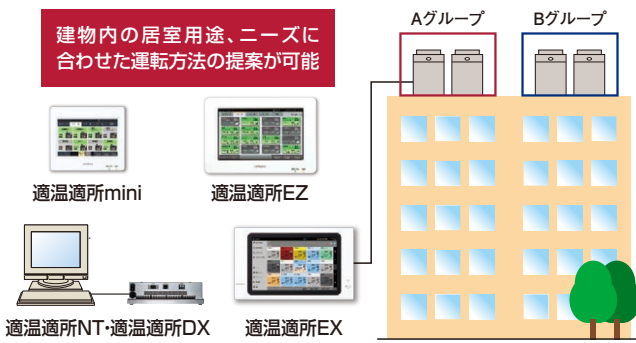 建物内の居室用途、ニーズに
合わせた運転方法の提案が可能
Aグループ
Bグループ
適温適所mini
適温適所EZ
適温適所NT・適温適所DX
適温適所EX